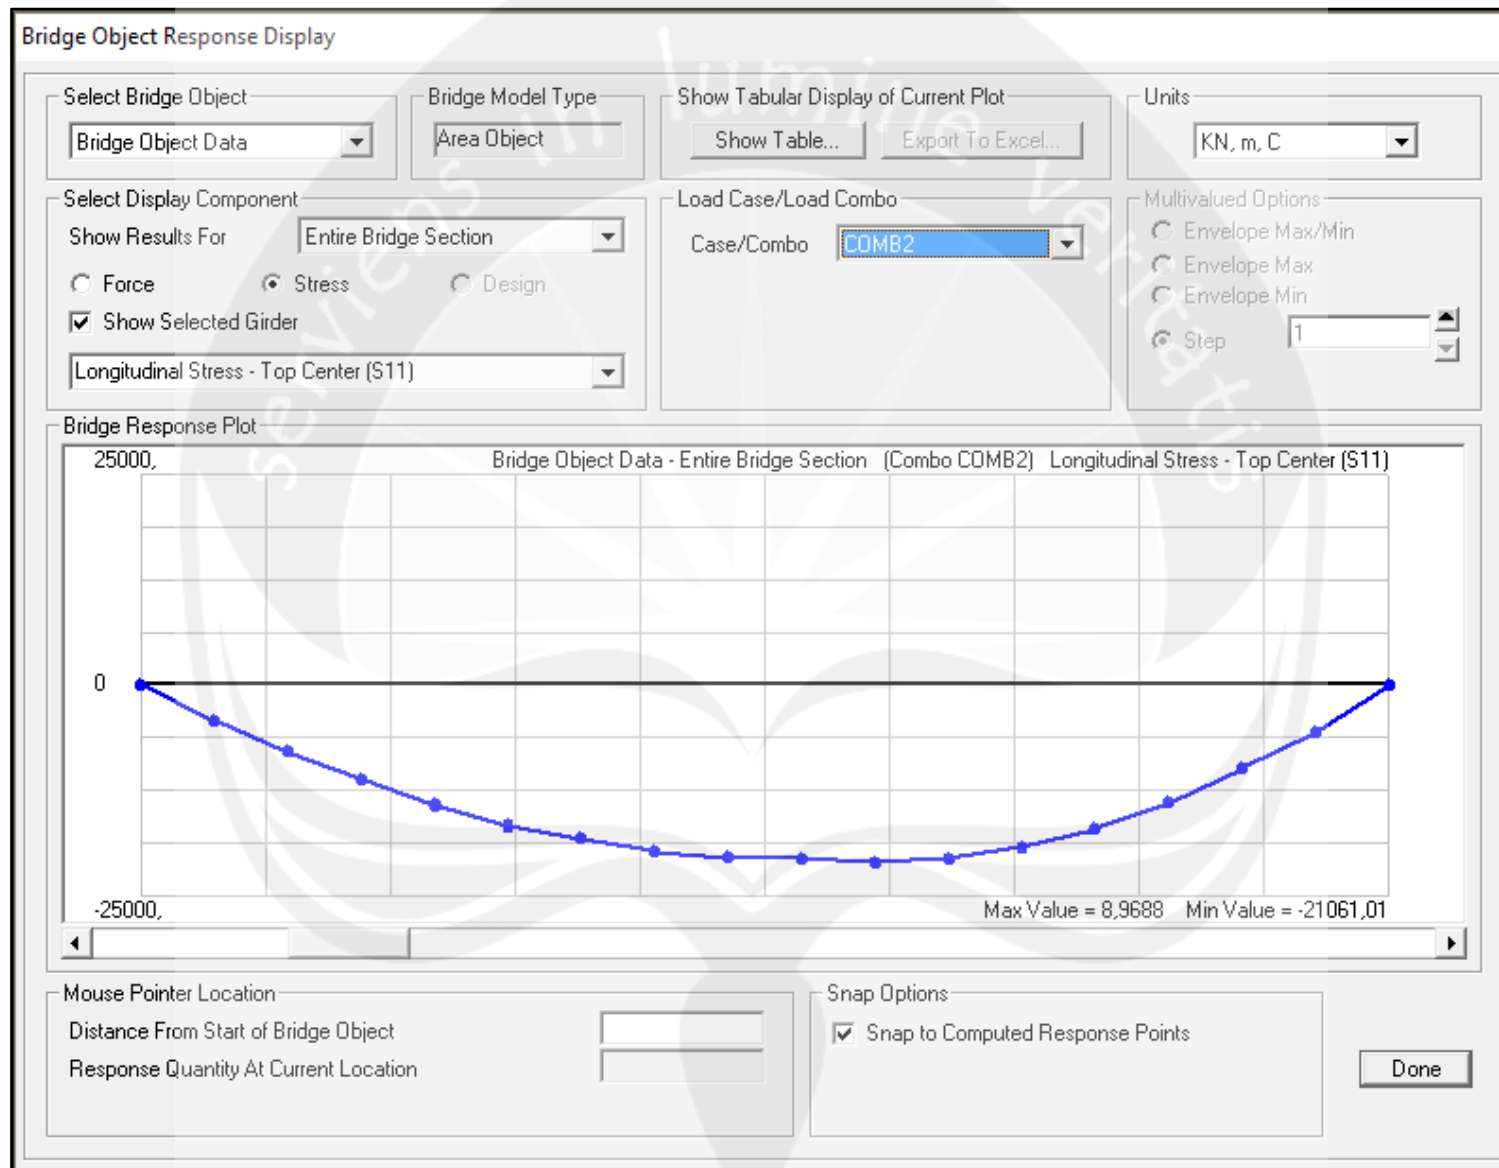 Bridge Object Response Display
Select Bridge Object
Bridge Object Data
Bridge Model Type
Area Object
Show Tabular Display of Current Plot
Show Table...
Export To Excel...
Units
KN, m, C
Select Display Component
Show Results For
Entire Bridge Section
Force
Stress
Design
Show Selected Girder
Longitudinal Stress - Top Center (S11)
Load Case/Load Combo
Case/Combo
COMB2
Multivalued Options
Envelope Max/Min
Envelope Max
Envelope Min
Step
1
Bridge Response Plot
25000,
Bridge Object Data - Entire Bridge Section (Combo COMB2) Longitudinal Stress - Top Center (S11)
0
-25000,
Max Value = 8,9688 Min Value = -21061,01
Mouse Pointer Location
Distance From Start of Bridge Object
Response Quantity At Current Location
Snap Options
Snap to Computed Response Points
Done
serviens in lumine veritatis